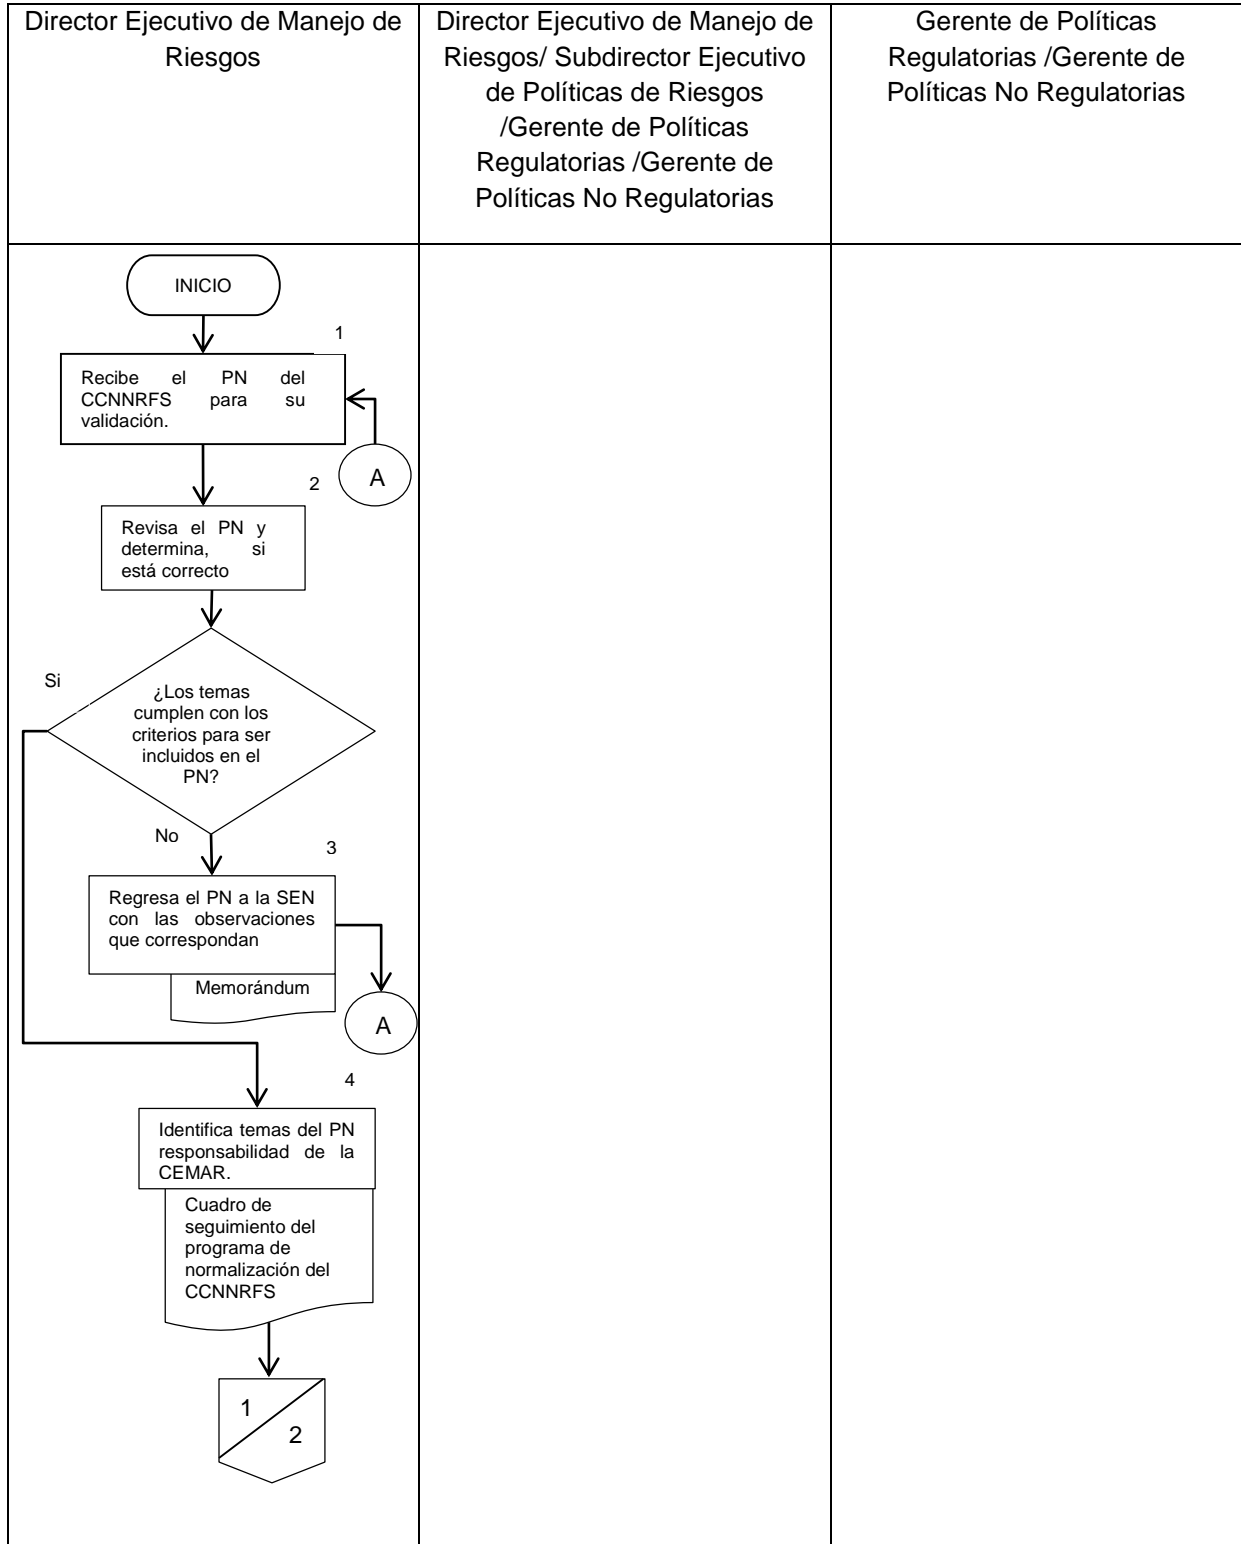 Director Ejecutivo de Manejo de
Riesgos
Director Ejecutivo de Manejo de
Riesgos/ Subdirector Ejecutivo
de Políticas de Riesgos
/Gerente de Políticas
Regulatorias /Gerente de
Políticas No Regulatorias
Gerente de Políticas
Regulatorias /Gerente de
Políticas No Regulatorias
INICIO
1
Recibe el PN del
CCNNRFS para su
validación.
A
2
Revisa el PN y
determina, si
está correcto
Si
¿Los temas
cumplen con los
criterios para ser
incluidos en el
PN?
No
3
Regresa el PN a la SEN
con las observaciones
que correspondan
Memorándum
A
4
Identifica temas del PN
responsabilidad de la
CEMAR.
Cuadro de
seguimiento del
programa de
normalización del
CCNNRFS
1
2